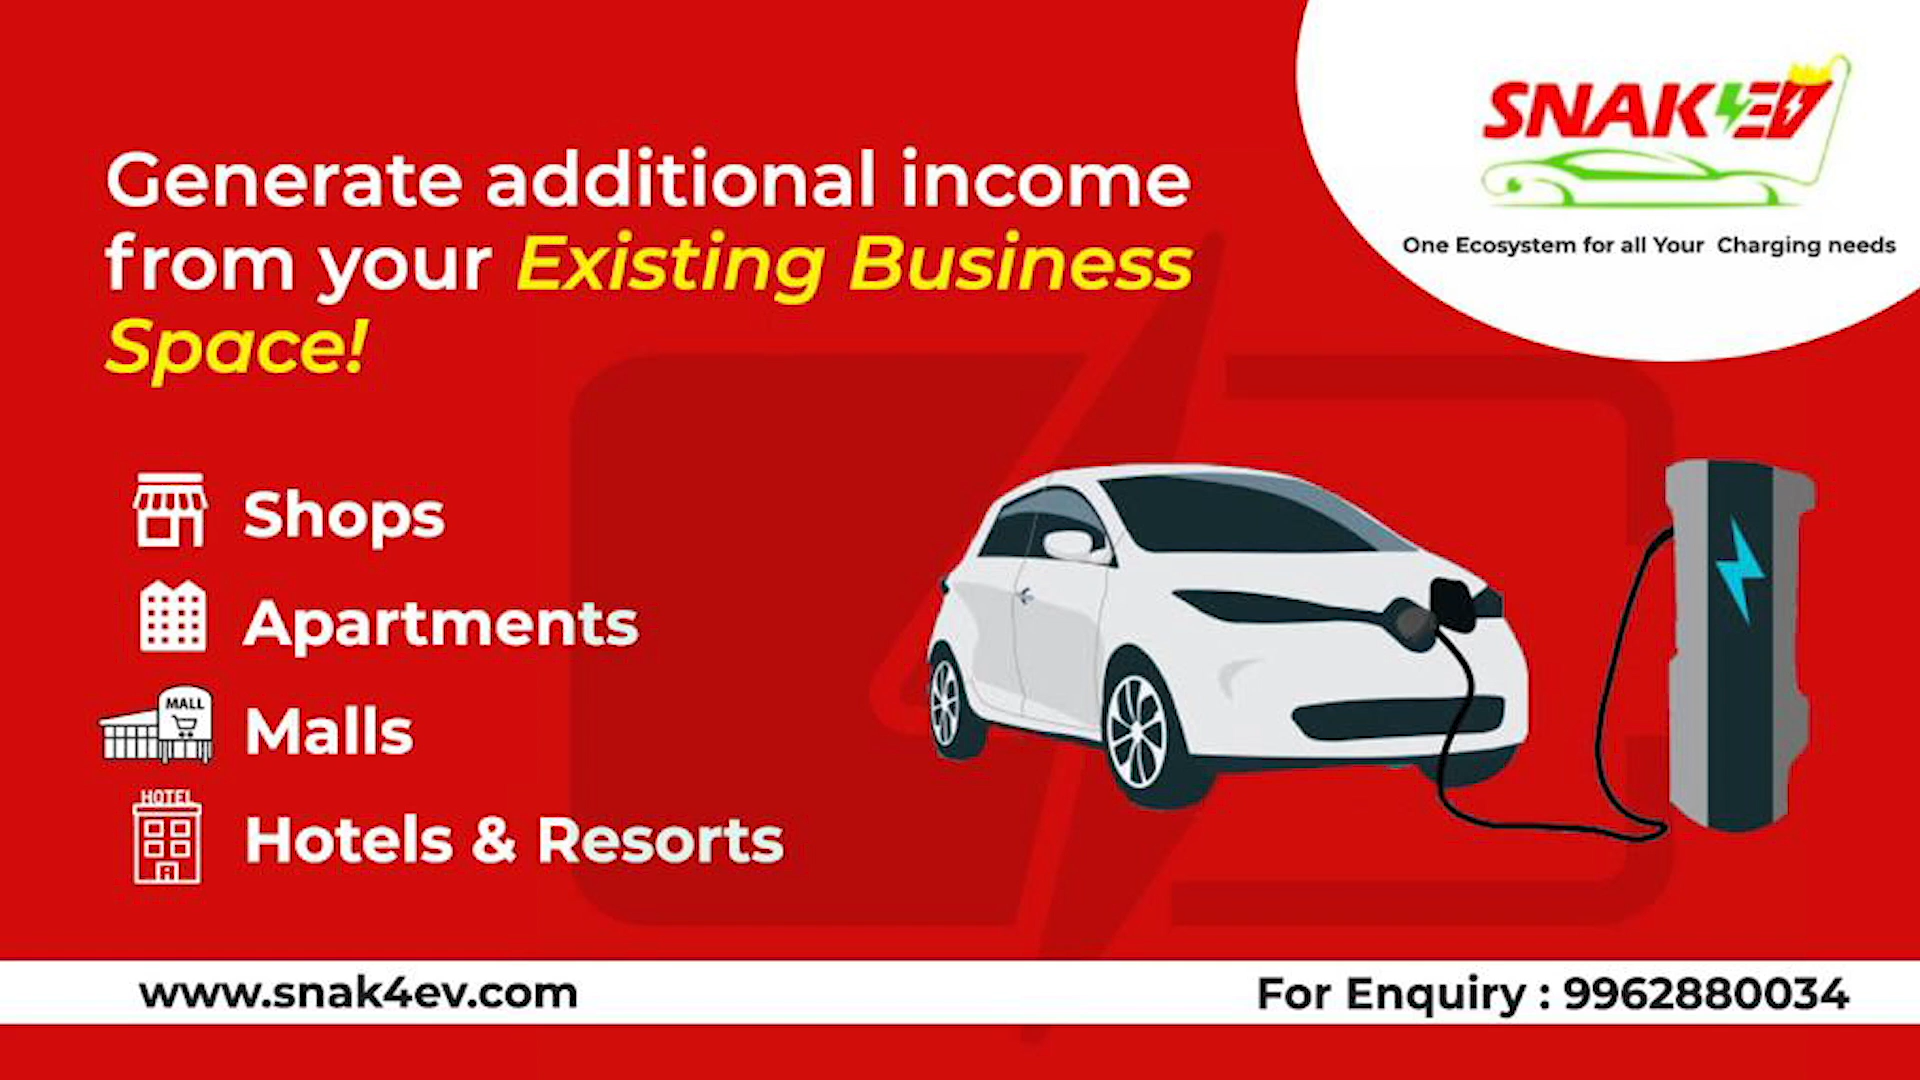 SNAK4EV
One Ecosystem for all Your Charging needs
Generate additional income
from your Existing Business
Space!
Shops
Apartments
MALL
Malls
HOTEL
Hotels & Resorts
www.snak4ev.com
For Enquiry : 9962880034